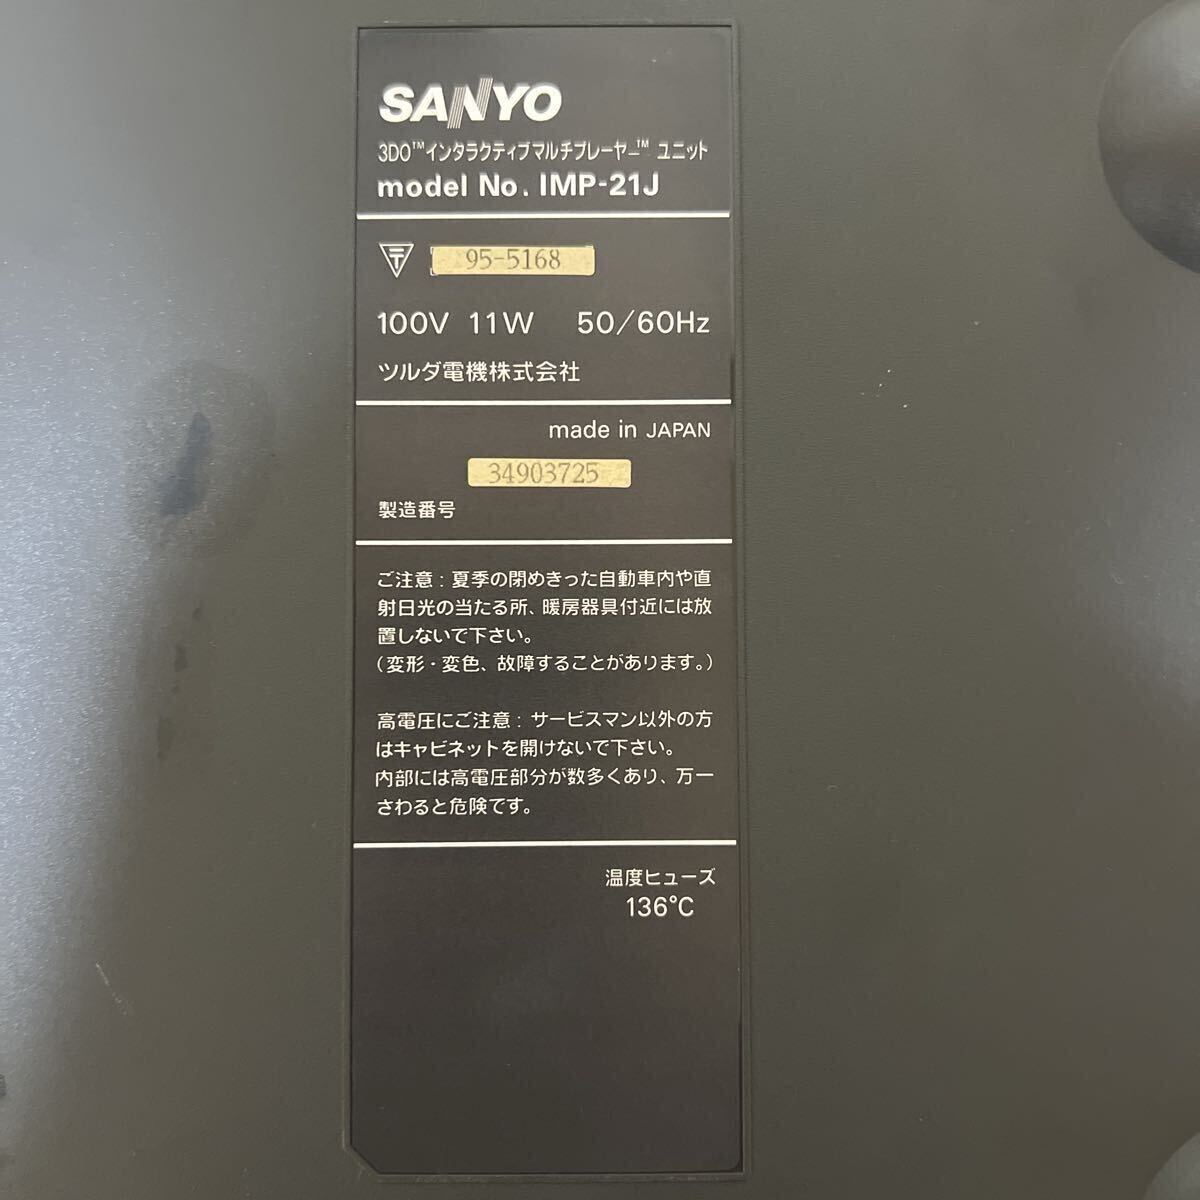 SANYO
3DO™インタラクティブマルチプレーヤー™ ユニット
model No. IMP-21J
〒 95-5168
100V 11W 50/60Hz
ツルダ電機株式会社
made in JAPAN
34903725
製造番号
ご注意:夏季の閉めきった自動車内や直
射日光の当たる所、暖房器具付近には放
置しないで下さい。
(変形・変色、故障することがあります。)
高電圧にご注意:サービスマン以外の方
はキャビネットを開けないで下さい。
内部には高電圧部分が数多くあり、万一
さわると危険です。
温度ヒューズ
136℃